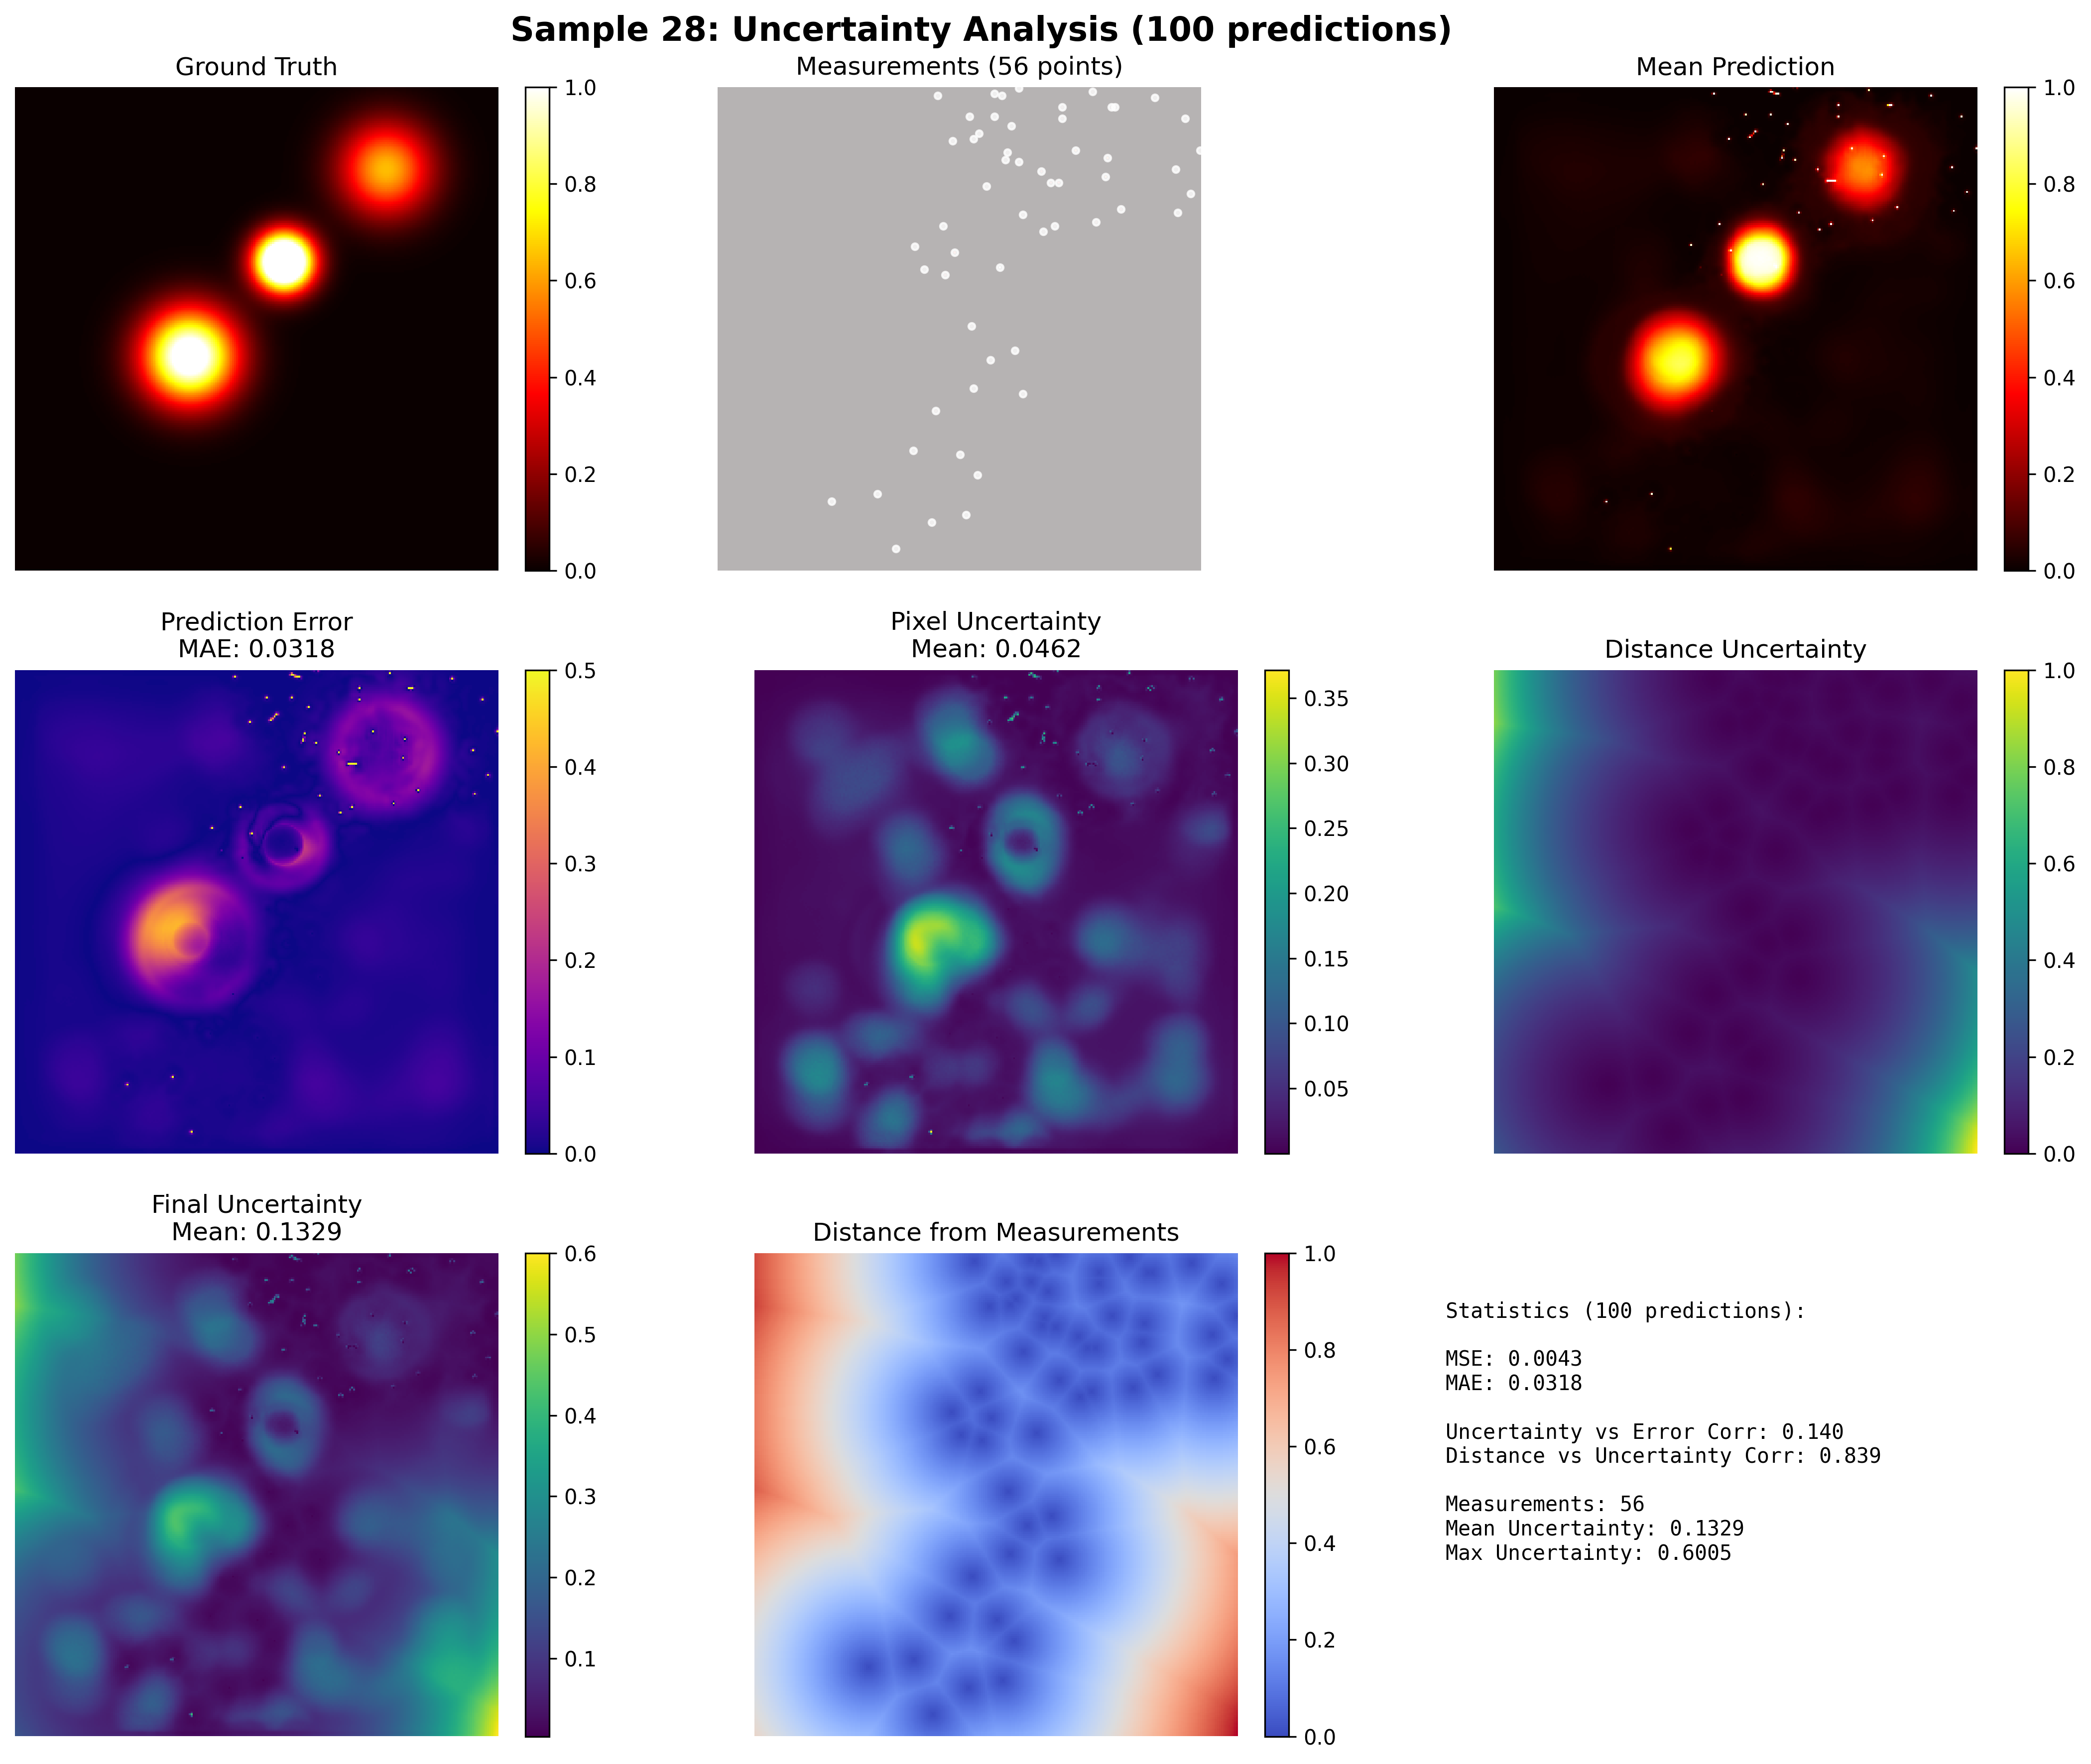 Sample 28: Uncertainty Analysis (100 predictions)
Ground Truth
1.0
0.8
0.6
0.4
0.2
0.0
Measurements (56 points)
Mean Prediction
1.0
0.8
0.6
0.4
0.2
0.0
Prediction Error
MAE: 0.0318
0.5
0.4
0.3
0.2
0.1
0.0
Pixel Uncertainty
Mean: 0.0462
0.35
0.30
0.25
0.20
0.15
0.10
0.05
Distance Uncertainty
1.0
0.8
0.6
0.4
0.2
0.0
Final Uncertainty
Mean: 0.1329
0.6
0.5
0.4
0.3
0.2
0.1
Distance from Measurements
1.0
0.8
0.6
0.4
0.2
0.0
Statistics (100 predictions):
MSE: 0.0043
MAE: 0.0318
Uncertainty vs Error Corr: 0.140
Distance vs Uncertainty Corr: 0.839
Measurements: 56
Mean Uncertainty: 0.1329
Max Uncertainty: 0.6005